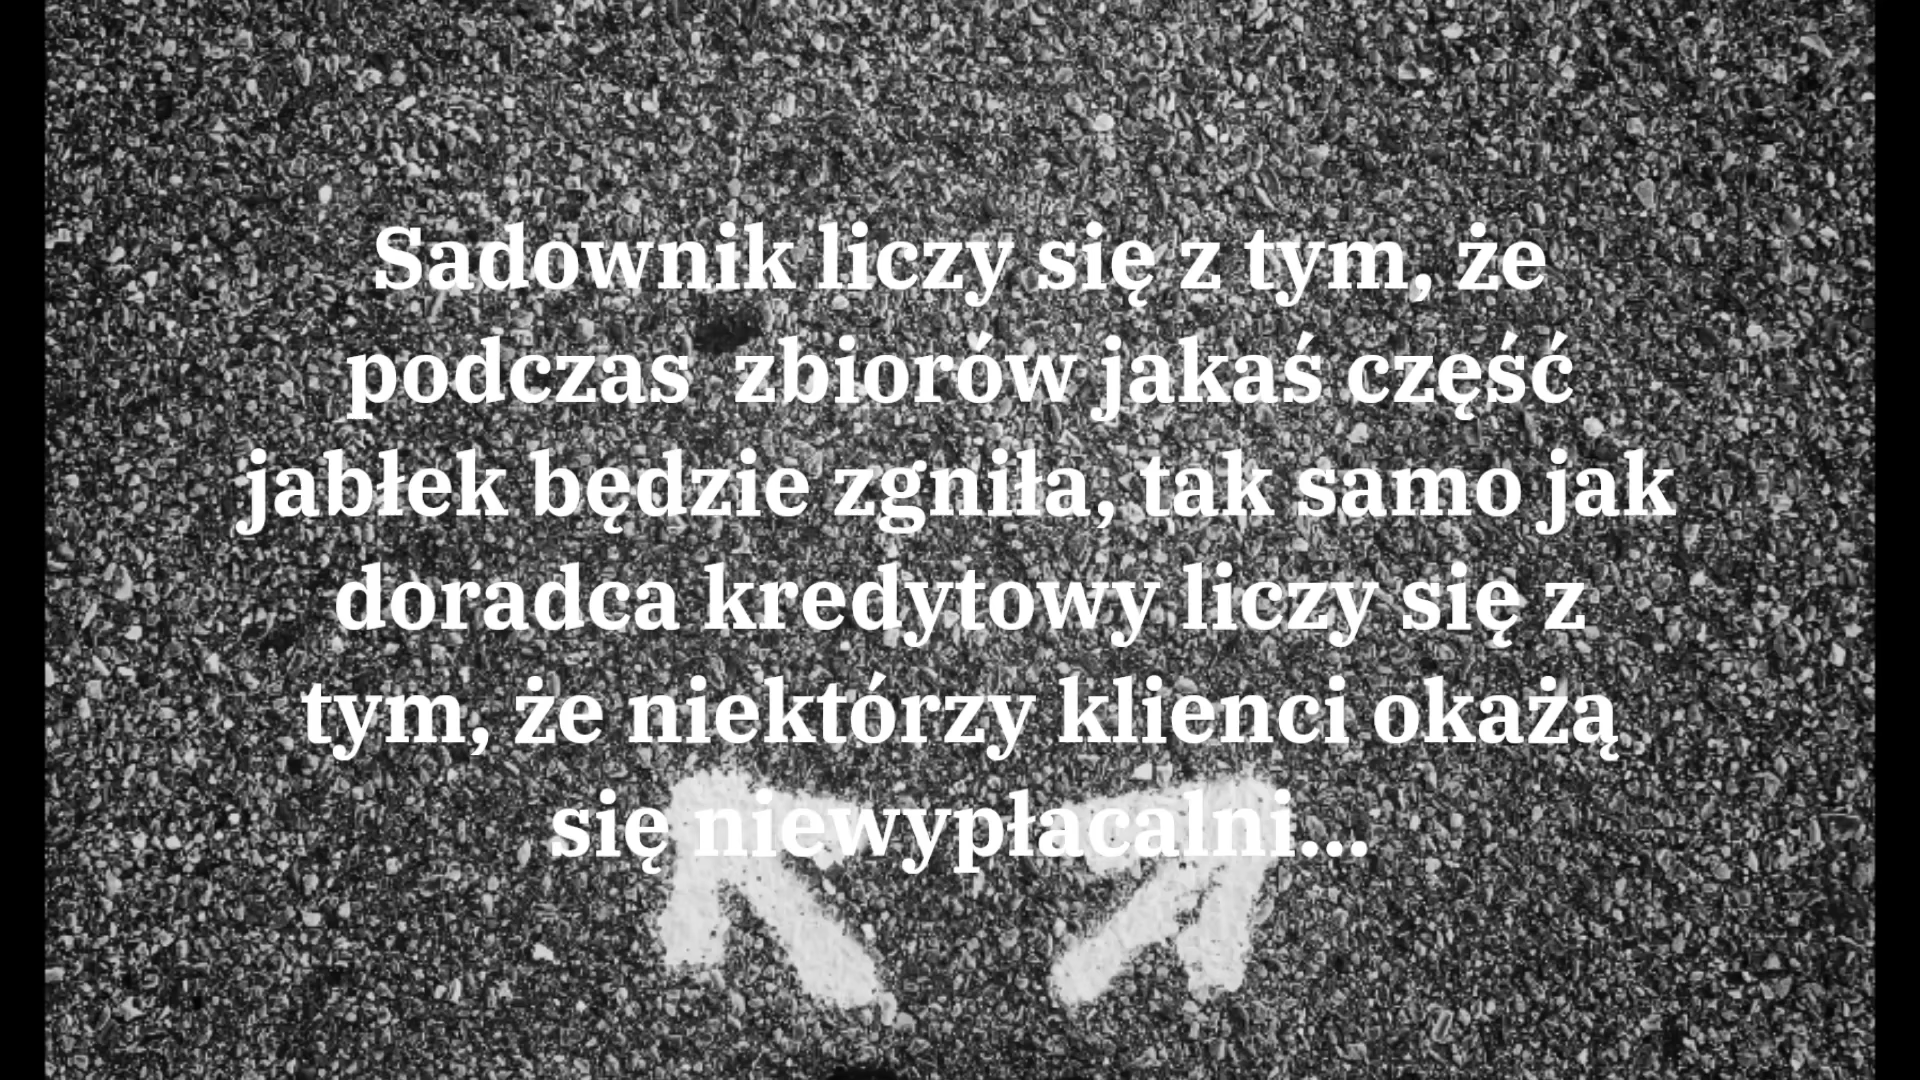 Sadownik liczy się z tym, że
podczas  zbiorów jakaś część
jabłek będzie zgniła, tak samo jak
doradca kredytowy liczy się z
tym, że niektórzy klienci okażą
się niewypłacalni...